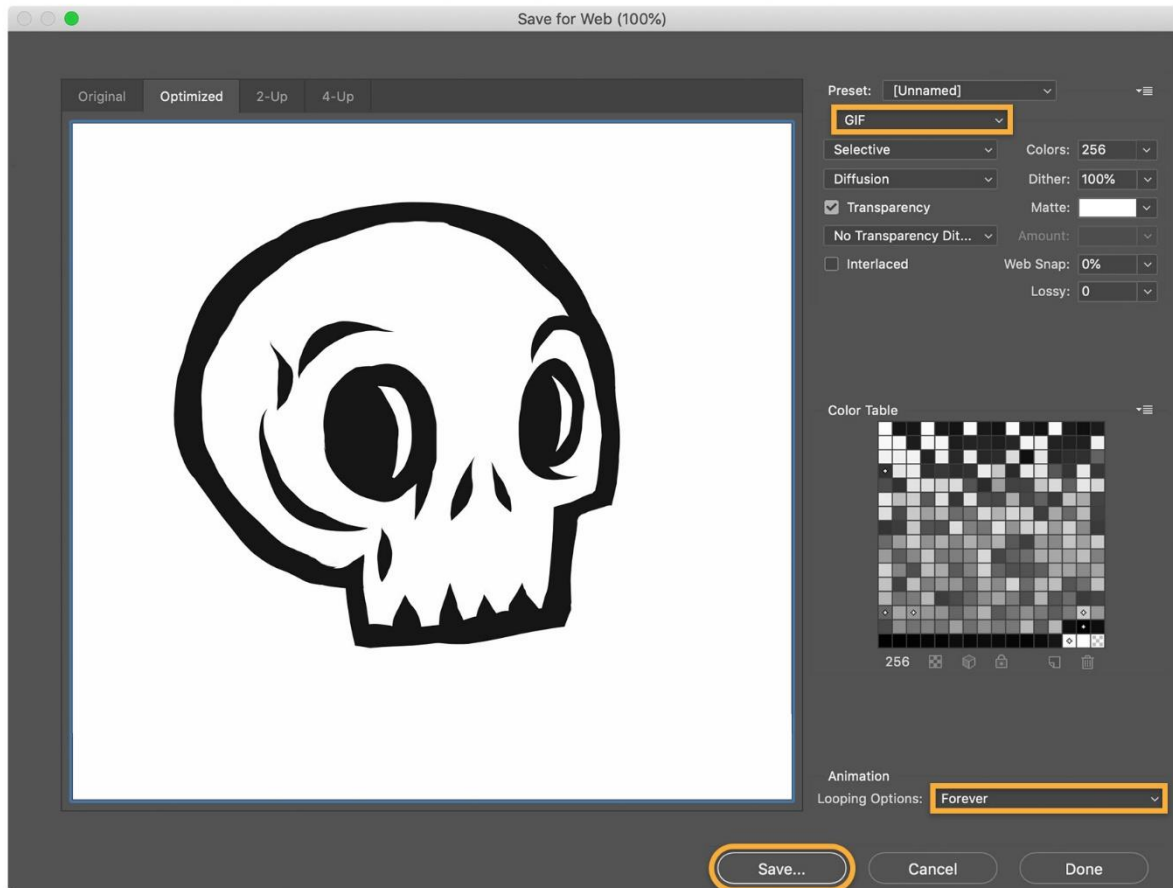 Save for Web (100%)
Original Optimized 2-Up 4-Up
Preset: [Unnamed]
GIF
Selective Colors: 256
Diffusion Dither: 100%
Transparency Matte:
No Transparency Dit... Amount:
Interlaced Web Snap: 0%
Lossy: 0
Color Table
256
Animation
Looping Options: Forever
Save... Cancel Done